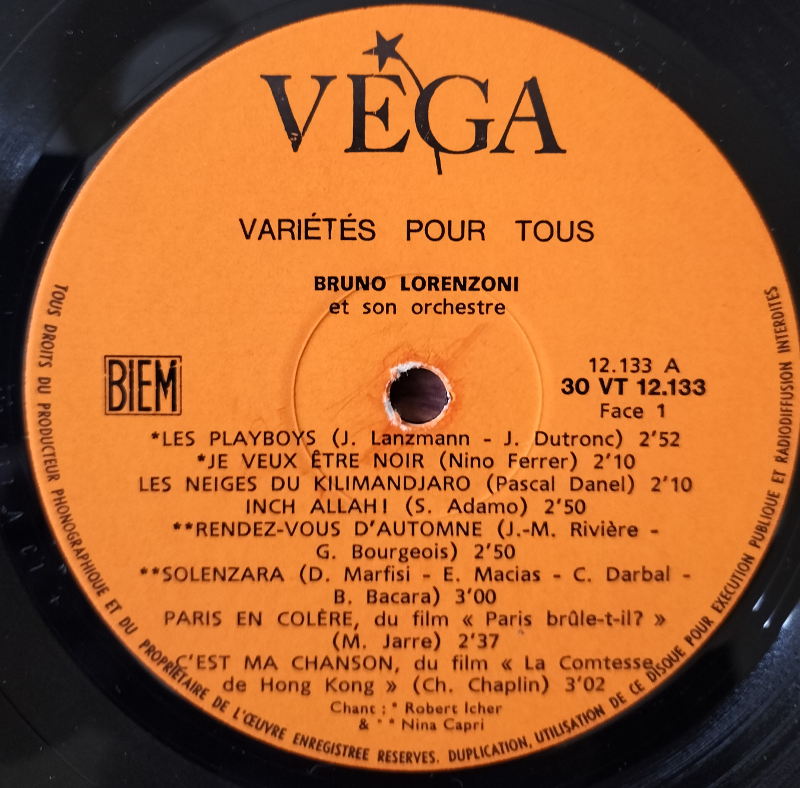 VEGA
VARIÉTÉS POUR TOUS
BRUNO LORENZONI
et son orchestre
BIEM
12.133 A
30 VT 12.133
Face 1
*LES PLAYBOYS (J. Lanzmann - J. Dutronc) 2'52
*JE VEUX ÊTRE NOIR (Nino Ferrer) 2'10
LES NEIGES DU KILIMANDJARO (Pascal Danel) 2'10
INCH ALLAH! (S. Adamo) 2'50
**RENDEZ-VOUS D'AUTOMNE (J.-M. Rivière -
G. Bourgeois) 2'50
**SOLENZARA (D. Marfisi - E. Macias - C. Darbal -
B. Bacara) 3'00
PARIS EN COLÈRE, du film « Paris brûle-t-il? »
(M. Jarre) 2'37
C'EST MA CHANSON, du film « La Comtesse
de Hong Kong » (Ch. Chaplin) 3'02
Chant : * Robert Icher
& ** Nina Capri
TOUS DROITS DU PRODUCTEUR PHONOGRAPHIQUE ET DU PROPRIÉTAIRE DE L'ŒUVRE ENREGISTREE RESERVES. DUPLICATION, UTILISATION DE CE DISQUE POUR EXECUTION PUBLIQUE ET RADIODIFFUSION INTERDITES